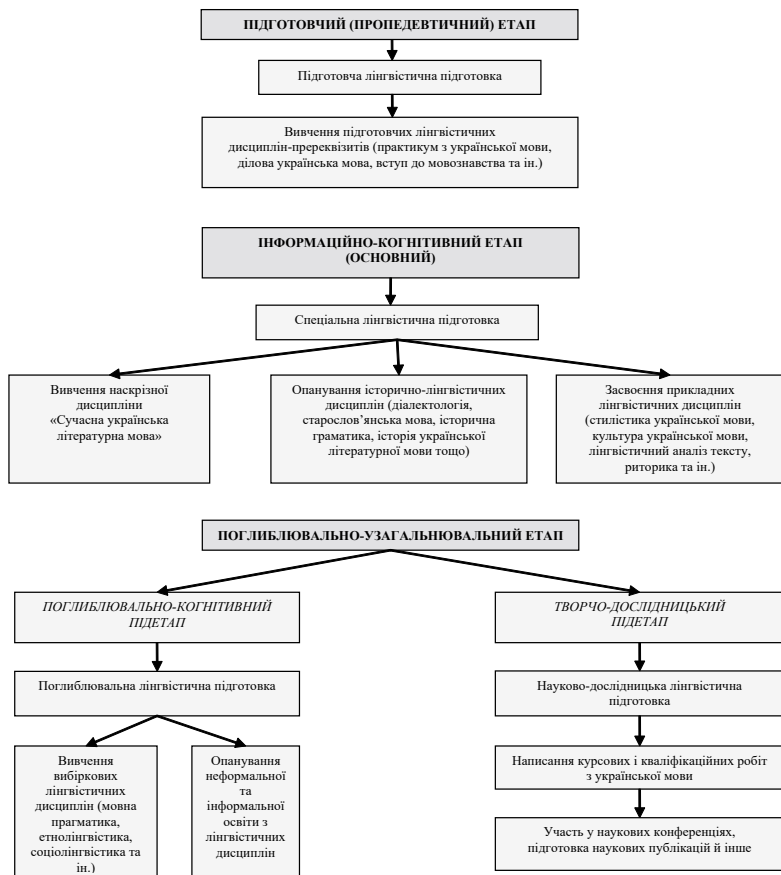 ПІДГОТОВЧИЙ (ПРОПЕДЕВТИЧНИЙ) ЕТАП
Підготовча лінгвістична підготовка
Вивчення підготовчих лінгвістичних
дисциплін-пререквізитів (практикум з української мови,
ділова українська мова, вступ до мовознавства та ін.)
ІНФОРМАЦІЙНО-КОГНІТИВНИЙ ЕТАП
(ОСНОВНИЙ)
Спеціальна лінгвістична підготовка
Вивчення наскрізної
дисципліни
«Сучасна українська
літературна мова»
Опанування історично-лінгвістичних
дисциплін (діалектологія,
старослов’янська мова, історична
граматика, історія української
літературної мови тощо)
Засвоєння прикладних
лінгвістичних дисциплін
(стилістика української мови,
культура української мови,
лінгвістичний аналіз тексту,
риторика та ін.)
ПОГЛИБЛЮВАЛЬНО-УЗАГАЛЬНЮВАЛЬНИЙ ЕТАП
ПОГЛИБЛЮВАЛЬНО-КОГНІТИВНИЙ
ПІДЕТАП
Поглиблювальна лінгвістична підготовка
Вивчення
вибіркових
лінгвістичних
дисциплін (мовна
прагматика,
етнолінгвістика,
соціолінгвістика та
ін.)
Опанування
неформальної
та
інформальної
освіти з
лінгвістичних
дисциплін
ТВОРЧО-ДОСЛІДНИЦЬКИЙ
ПІДЕТАП
Науково-дослідницька лінгвістична
підготовка
Написання курсових і кваліфікаційних робіт
з української мови
Участь у наукових конференціях,
підготовка наукових публікацій й інше